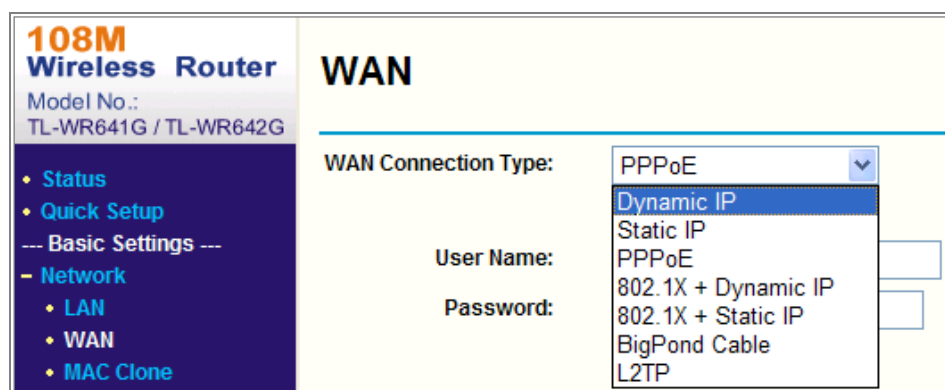 108M
Wireless Router
Model No.:
TL-WR641G / TL-WR642G
• Status
• Quick Setup
--- Basic Settings ---
– Network
• LAN
• WAN
• MAC Clone
WAN
WAN Connection Type:
PPPoE
Dynamic IP
Static IP
PPPoE
802.1X + Dynamic IP
802.1X + Static IP
BigPond Cable
L2TP
User Name:
Password: